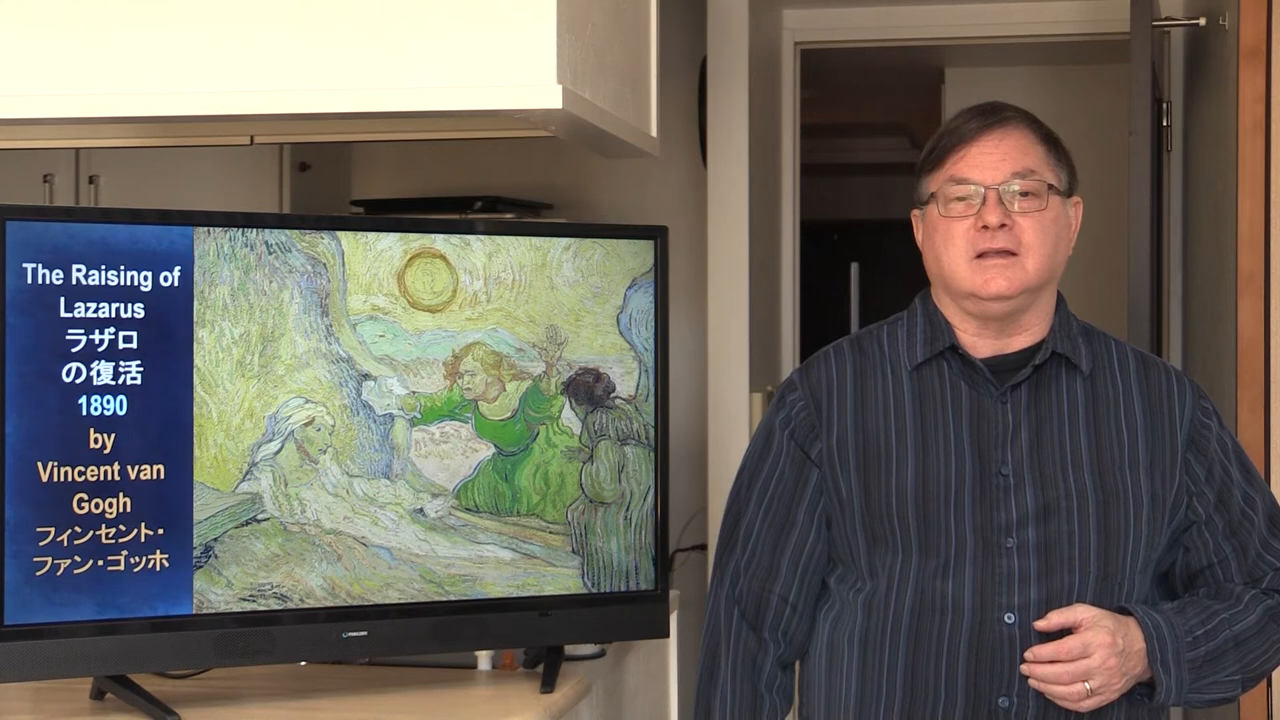 The Raising of
Lazarus
ラザロ
の復活
1890
by
Vincent van
Gogh
フィンセント・
ファン・ゴッホ